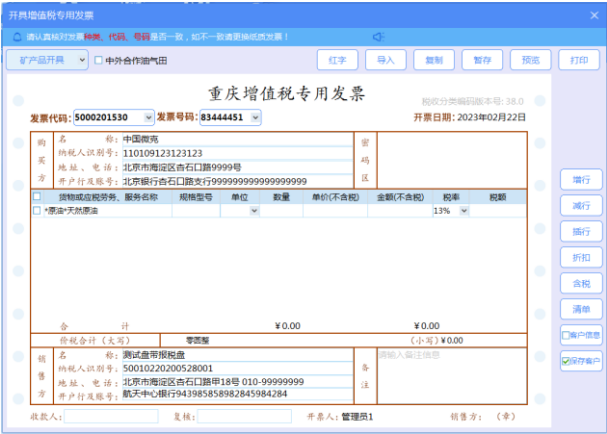 开具增值税专用发票
请认真核对发票种类、代码、号码是否一致，如不一致请更换纸质发票！
矿产品开具 中外合作油气田 红字 导入 复制 暂存 预览 打印
重庆增值税专用发票
税收分类编码版本号: 38.0
发票代码: 5000201530 发票号码: 83444451 开票日期: 2023年02月22日
购买方
名 称: 中国微克
纳税人识别号: 110109123123123
地 址 、 电 话: 北京市海淀区杏石口路9999号
开户行及账号: 北京银行杏石口路支行99999999999999999
密码区
货物或应税劳务、服务名称 规格型号 单位 数量 单价(不含税) 金额(不含税) 税率 税额
*原油*天然原油 13%
合 计 ￥0.00 ￥0.00
价税合计（大写） 零圆整 （小写）￥0.00
销售方
名 称: 测试盘带报税盘
纳税人识别号: 50010220200528001
地 址 、 电 话: 北京市海淀区杏石口路甲18号 010-99999999
开户行及账号: 航天中心银行943985858982845984284
备注
请输入备注信息
收款人: 复核: 开票人: 管理员1 销售方: （章）
增行
减行
插行
折扣
含税
清单
客户信息
保存客户